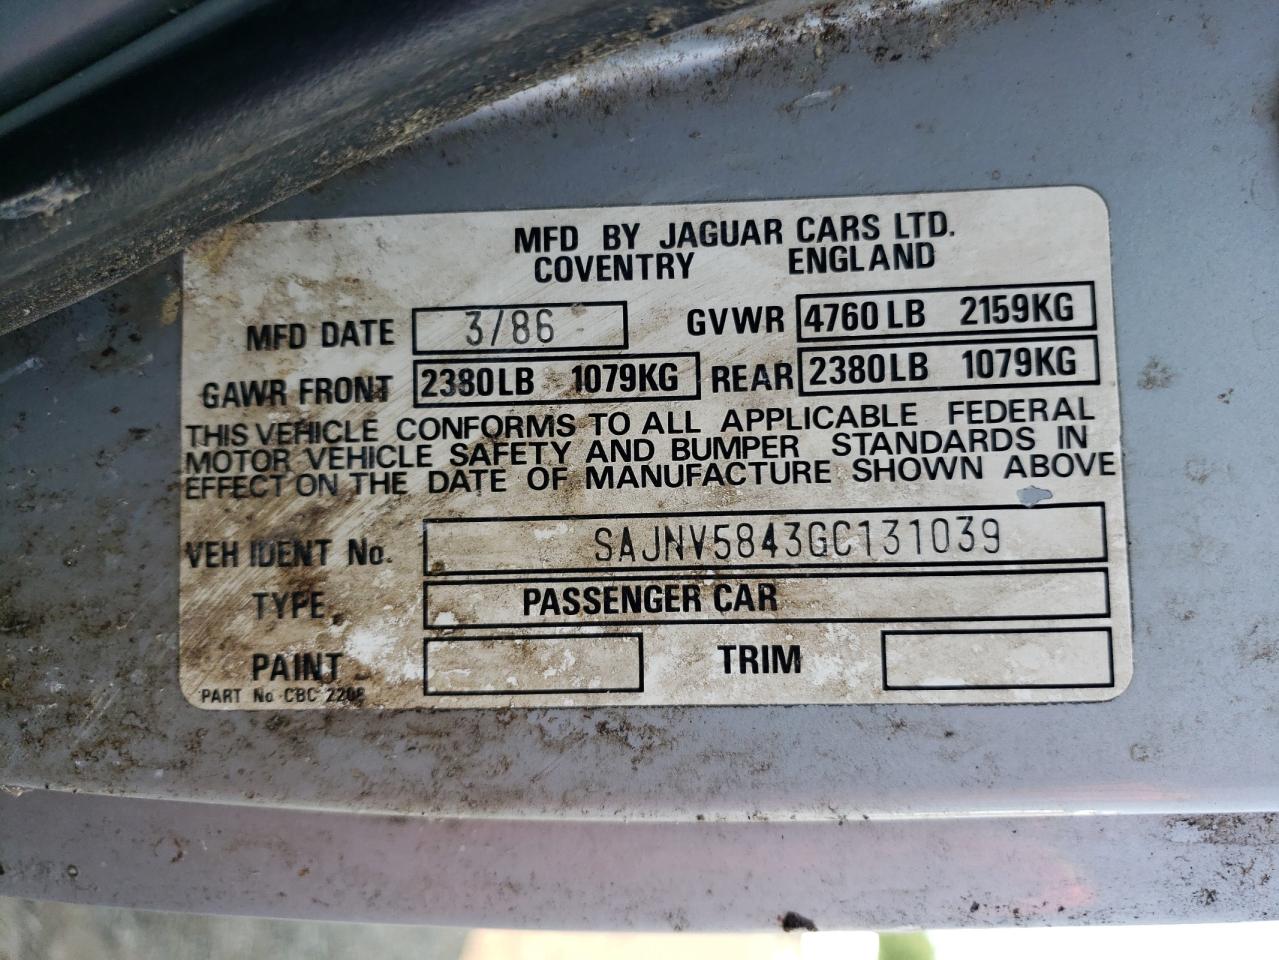 MFD BY JAGUAR CARS LTD.
COVENTRY ENGLAND
MFD DATE 3/86 GVWR 4760 LB 2159KG
GAWR FRONT 2380LB 1079KG REAR 2380LB 1079KG
THIS VEHICLE CONFORMS TO ALL APPLICABLE FEDERAL
MOTOR VEHICLE SAFETY AND BUMPER STANDARDS IN
EFFECT ON THE DATE OF MANUFACTURE SHOWN ABOVE
VEH IDENT No. SAJNV5843GC131039
TYPE PASSENGER CAR
PAINT TRIM
PART No CBC 2208